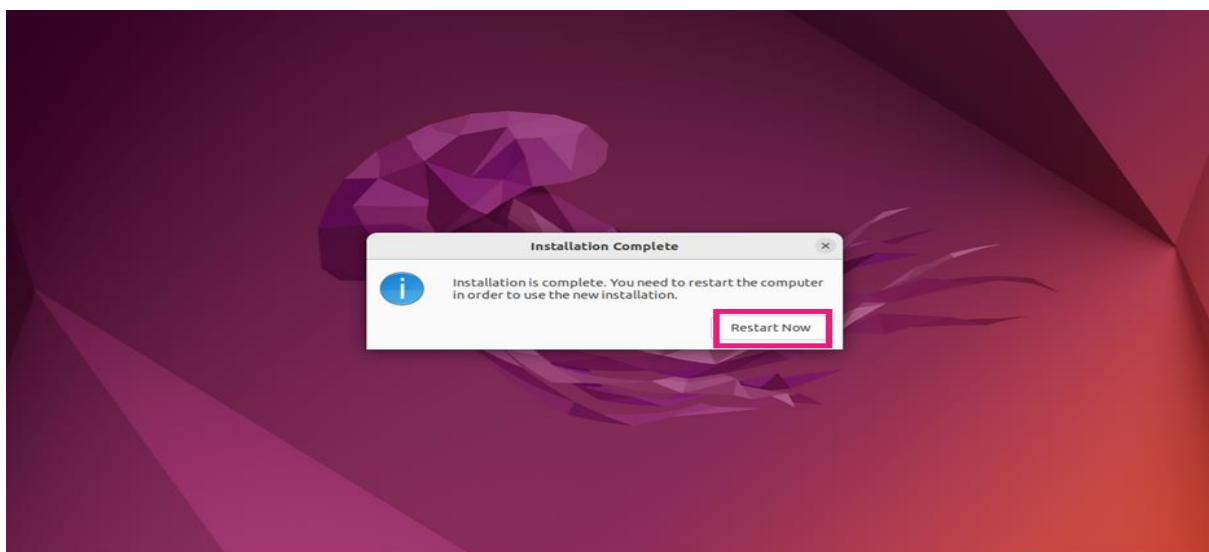 Installation Complete
Installation is complete. You need to restart the computer
in order to use the new installation.
Restart Now